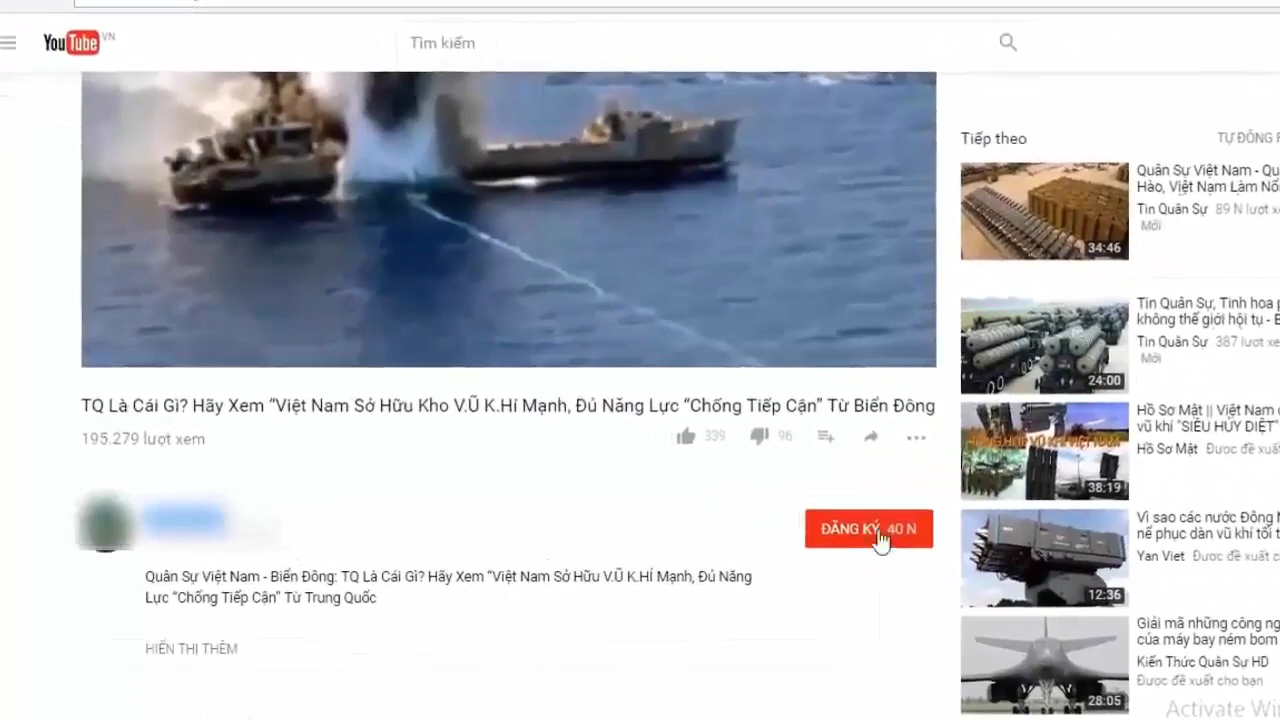 YouTube VN
Tìm kiếm
TQ Là Cái Gì? Hãy Xem “Việt Nam Sở Hữu Kho V.Ũ K.Hí Mạnh, Đủ Năng Lực “Chống Tiếp Cận” Từ Biển Đông
195.279 lượt xem
339
96
ĐĂNG KÝ 40 N
Quân Sự Việt Nam - Biển Đông: TQ Là Cái Gì? Hãy Xem “Việt Nam Sở Hữu V.Ũ K.HÍ Mạnh, Đủ Năng
Lực “Chống Tiếp Cận” Từ Trung Quốc
HIỂN THỊ THÊM
Tiếp theo
TỰ ĐỘNG
Quân Sự Việt Nam - Qu
Hào, Việt Nam Làm Nổ
Tin Quân Sự 89 N lượt x
Mới
34:46
Tin Quân Sự, Tinh hoa p
không thế giới hội tụ - B
Tin Quân Sự 387 lượt xe
Mới
24:00
Hồ Sơ Mật || Việt Nam
vũ khí "SIÊU HỦY DIỆT"
Hồ Sơ Mật Được đề xuấ
38:19
Vì sao các nước Đông N
nể phục dàn vũ khí tối t
Yan Viet Được đề xuất c
12:36
Giải mã những công ng
của máy bay ném bom
Kiến Thức Quân Sự HD
Được đề xuất cho bạn
28:05
Activate Wi